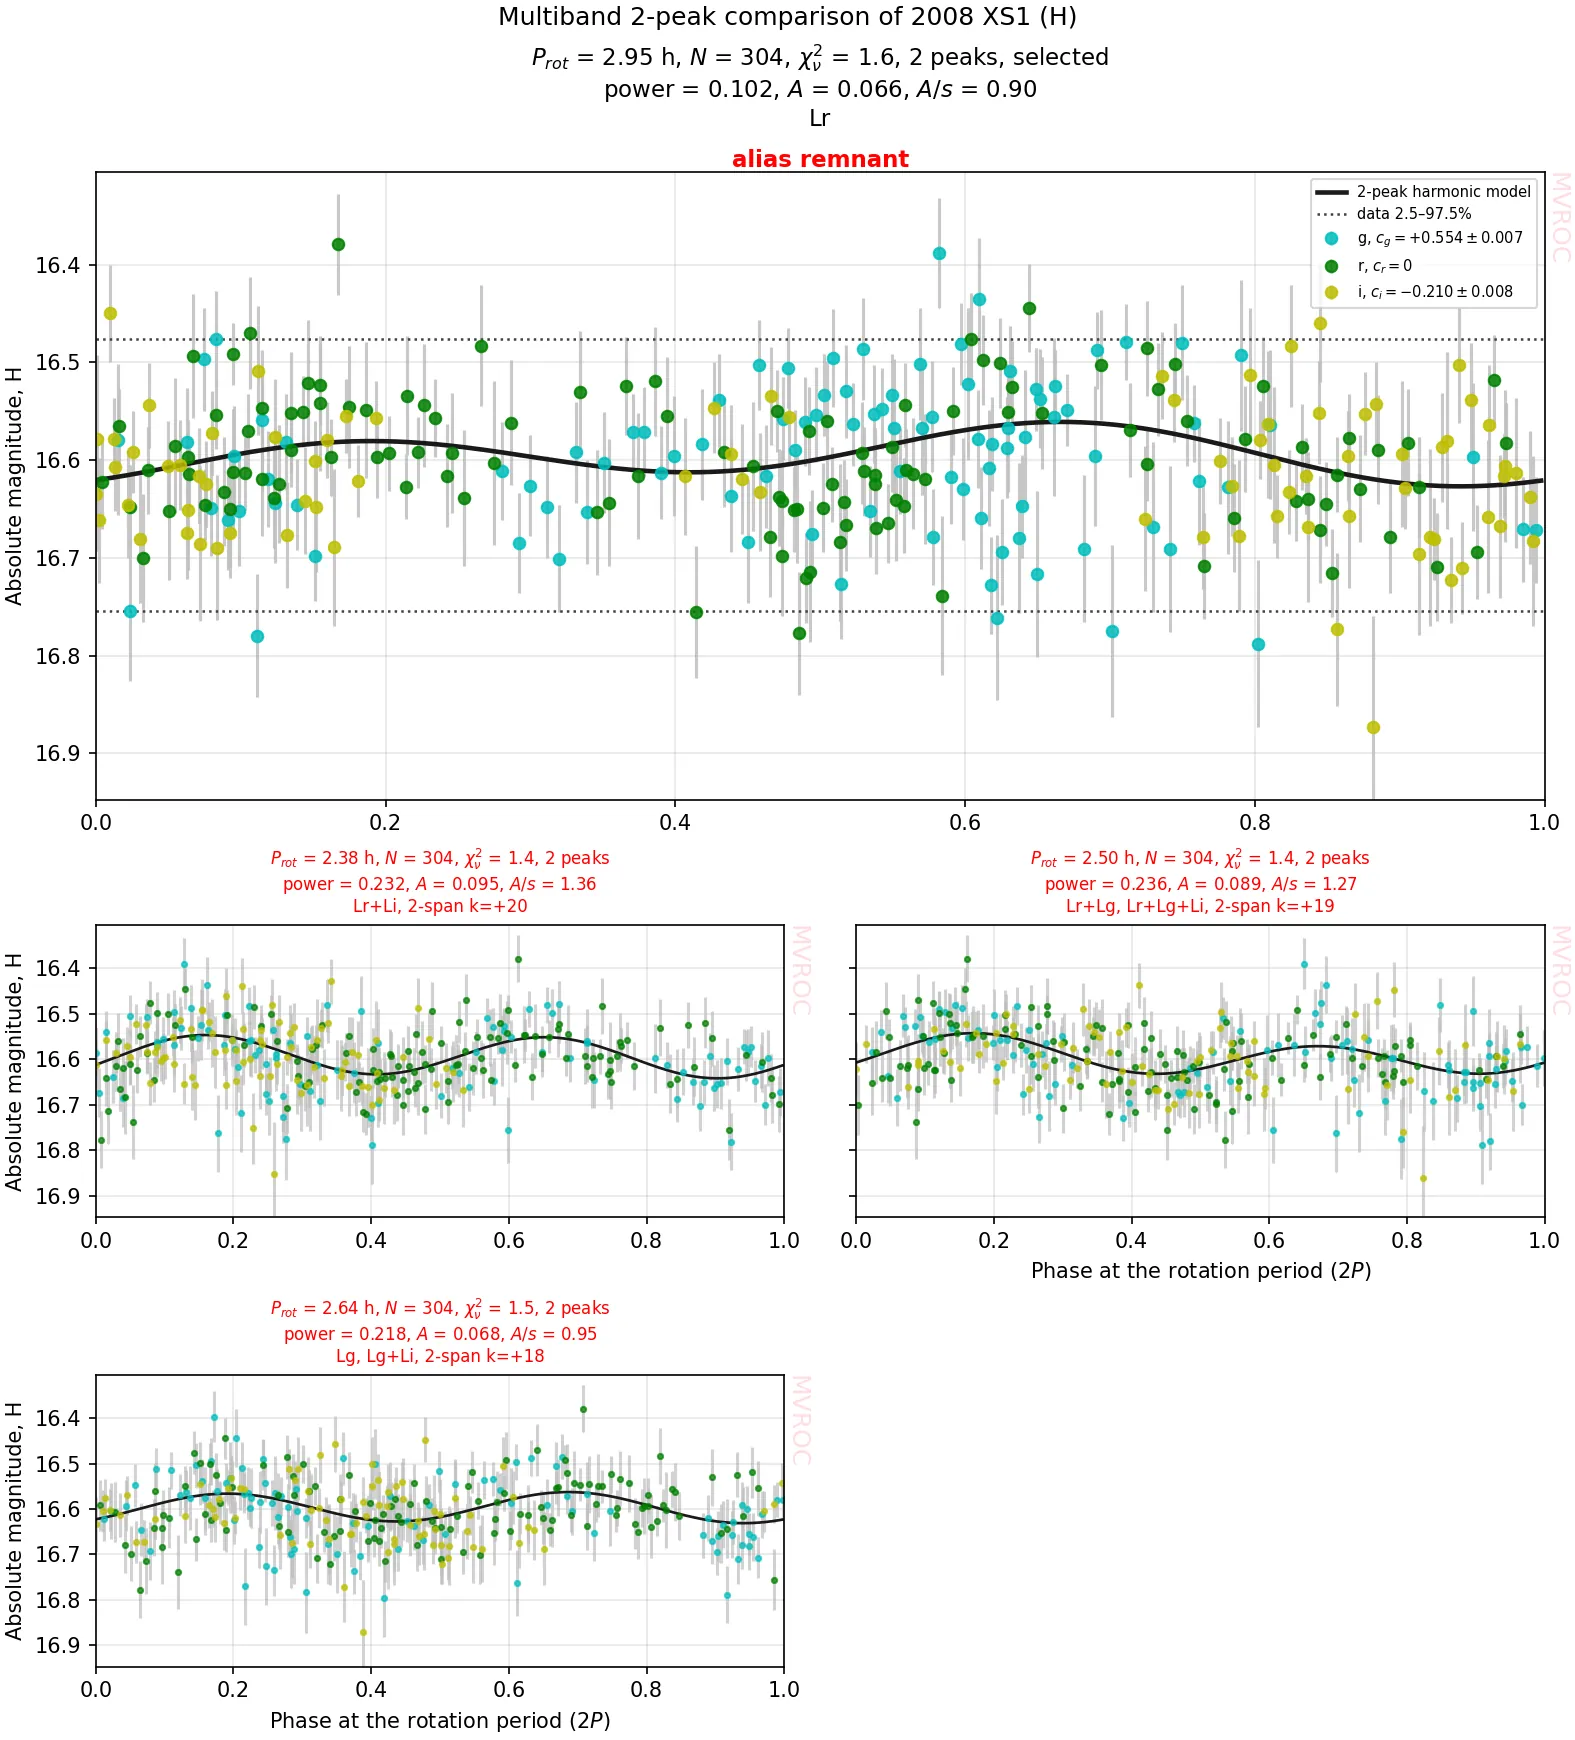 Multiband 2-peak comparison of 2008 XS1 (H)
P_rot = 2.95 h, N = 304, χ²_ν = 1.6, 2 peaks, selected
power = 0.102, A = 0.066, A/s = 0.90
Lr
alias remnant
MVROC
2-peak harmonic model
data 2.5–97.5%
g, c_g = +0.554 ± 0.007
r, c_r = 0
i, c_i = −0.210 ± 0.008
Absolute magnitude, H
16.4
16.5
16.6
16.7
16.8
16.9
0.0 0.2 0.4 0.6 0.8 1.0
P_rot = 2.38 h, N = 304, χ²_ν = 1.4, 2 peaks
power = 0.232, A = 0.095, A/s = 1.36
Lr+Li, 2-span k=+20
MVROC
Absolute magnitude, H
16.4
16.5
16.6
16.7
16.8
16.9
0.0 0.2 0.4 0.6 0.8 1.0
P_rot = 2.50 h, N = 304, χ²_ν = 1.4, 2 peaks
power = 0.236, A = 0.089, A/s = 1.27
Lr+Lg, Lr+Lg+Li, 2-span k=+19
MVROC
0.0 0.2 0.4 0.6 0.8 1.0
Phase at the rotation period (2P)
P_rot = 2.64 h, N = 304, χ²_ν = 1.5, 2 peaks
power = 0.218, A = 0.068, A/s = 0.95
Lg, Lg+Li, 2-span k=+18
MVROC
Absolute magnitude, H
16.4
16.5
16.6
16.7
16.8
16.9
0.0 0.2 0.4 0.6 0.8 1.0
Phase at the rotation period (2P)